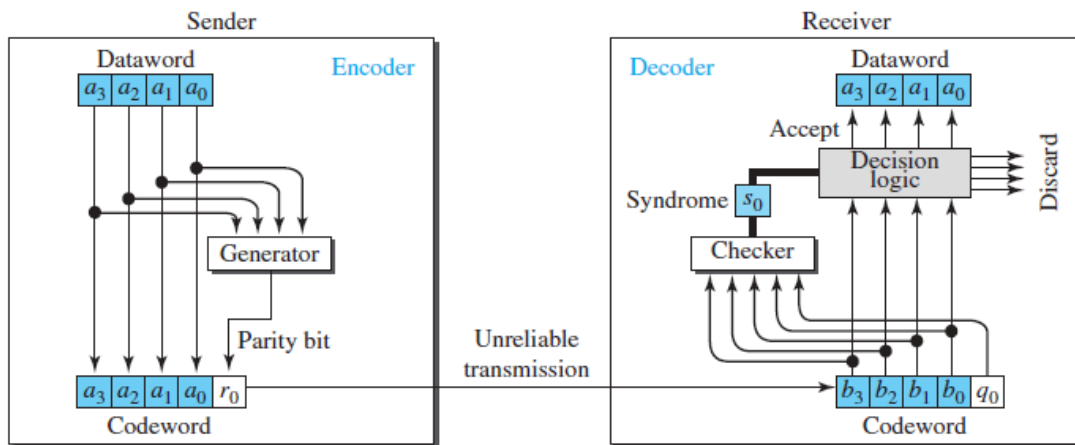 Sender
Receiver
Dataword
Encoder
a3 a2 a1 a0
Generator
Parity bit
a3 a2 a1 a0 r0
Codeword
Unreliable
transmission
Decoder
Dataword
a3 a2 a1 a0
Accept
Decision
logic
Discard
Syndrome s0
Checker
b3 b2 b1 b0 q0
Codeword